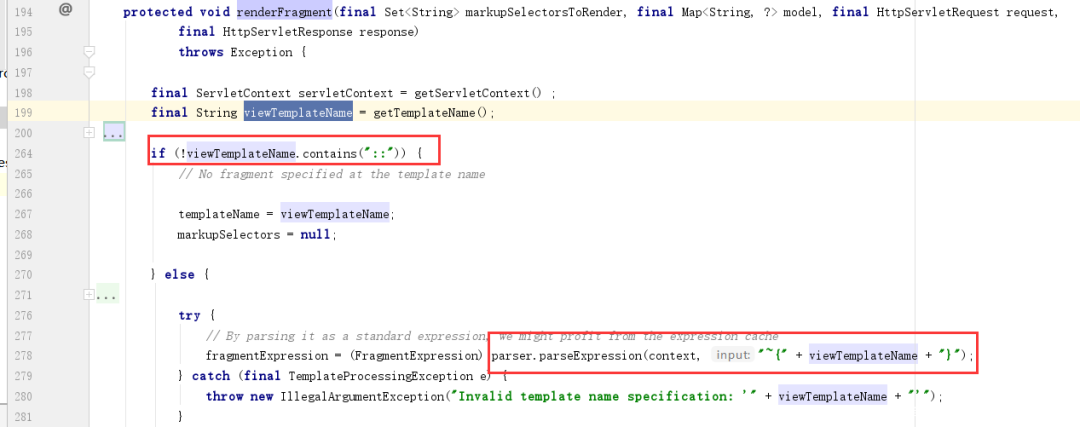 194 @ protected void renderFragment(final Set<String> markupSelectorsToRender, final Map<String, ?> model, final HttpServletRequest request,
195 final HttpServletResponse response)
196 throws Exception {
197
198 final ServletContext servletContext = getServletContext() ;
199 final String viewTemplateName = getTemplateName();
200 ...
264 if (!viewTemplateName.contains("::")) {
265 // No fragment specified at the template name
266
267 templateName = viewTemplateName;
268 markupSelectors = null;
269
270 } else {
271 ...
276 try {
277 // By parsing it as a standard expression, we might profit from the expression cache
278 fragmentExpression = (FragmentExpression) parser.parseExpression(context, input: "~{" + viewTemplateName + "}");
279 } catch (final TemplateProcessingException e) {
280 throw new IllegalArgumentException("Invalid template name specification: '" + viewTemplateName + "'");
281 }